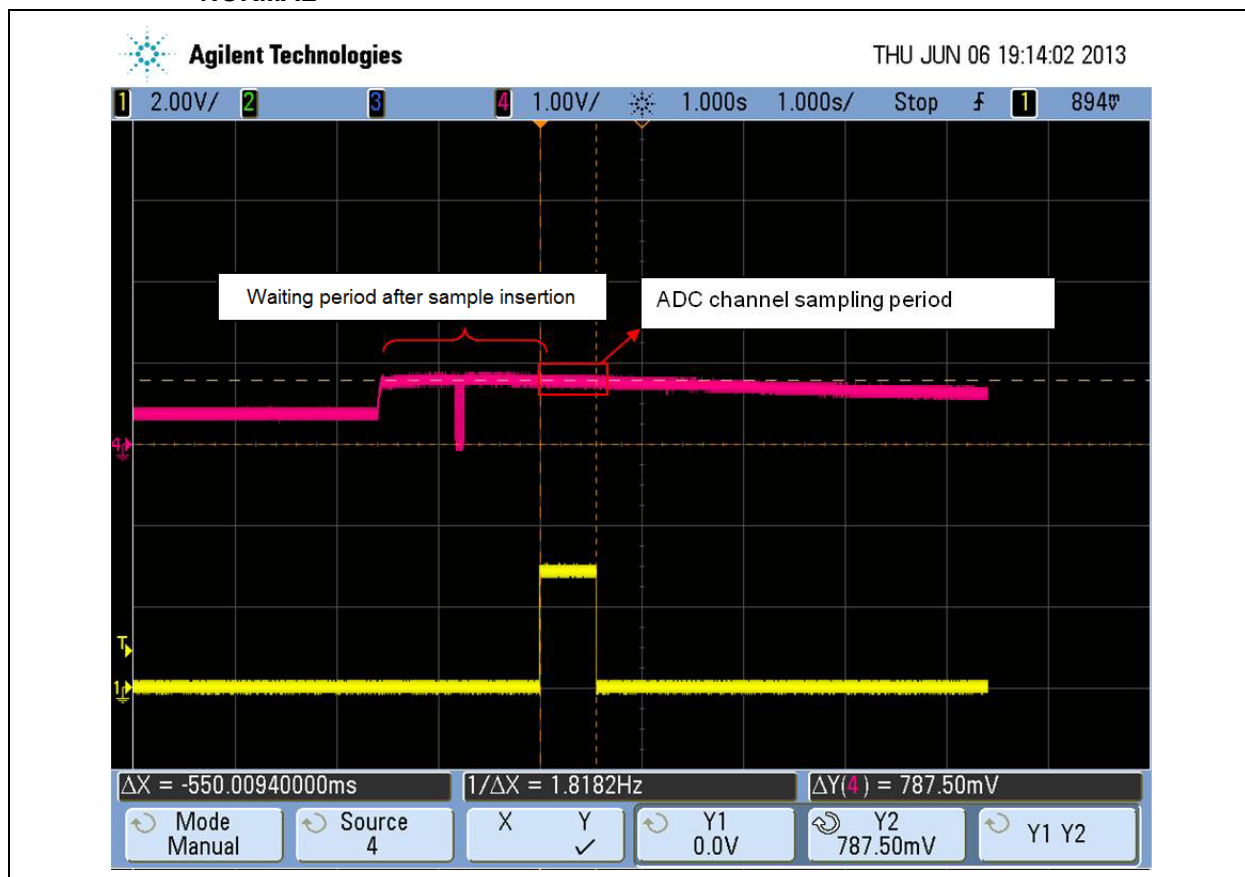 Agilent Technologies
THU JUN 06 19:14:02 2013
1 2.00V/ 2 3 4 1.00V/ 1.000s 1.000s/ Stop 1 894mV
Waiting period after sample insertion
ADC channel sampling period
4
T
1
ΔX = -550.00940000ms
1/ΔX = 1.8182Hz
ΔY(4) = 787.50mV
Mode
Manual
Source
4
X Y
✓
Y1
0.0V
Y2
787.50mV
Y1 Y2